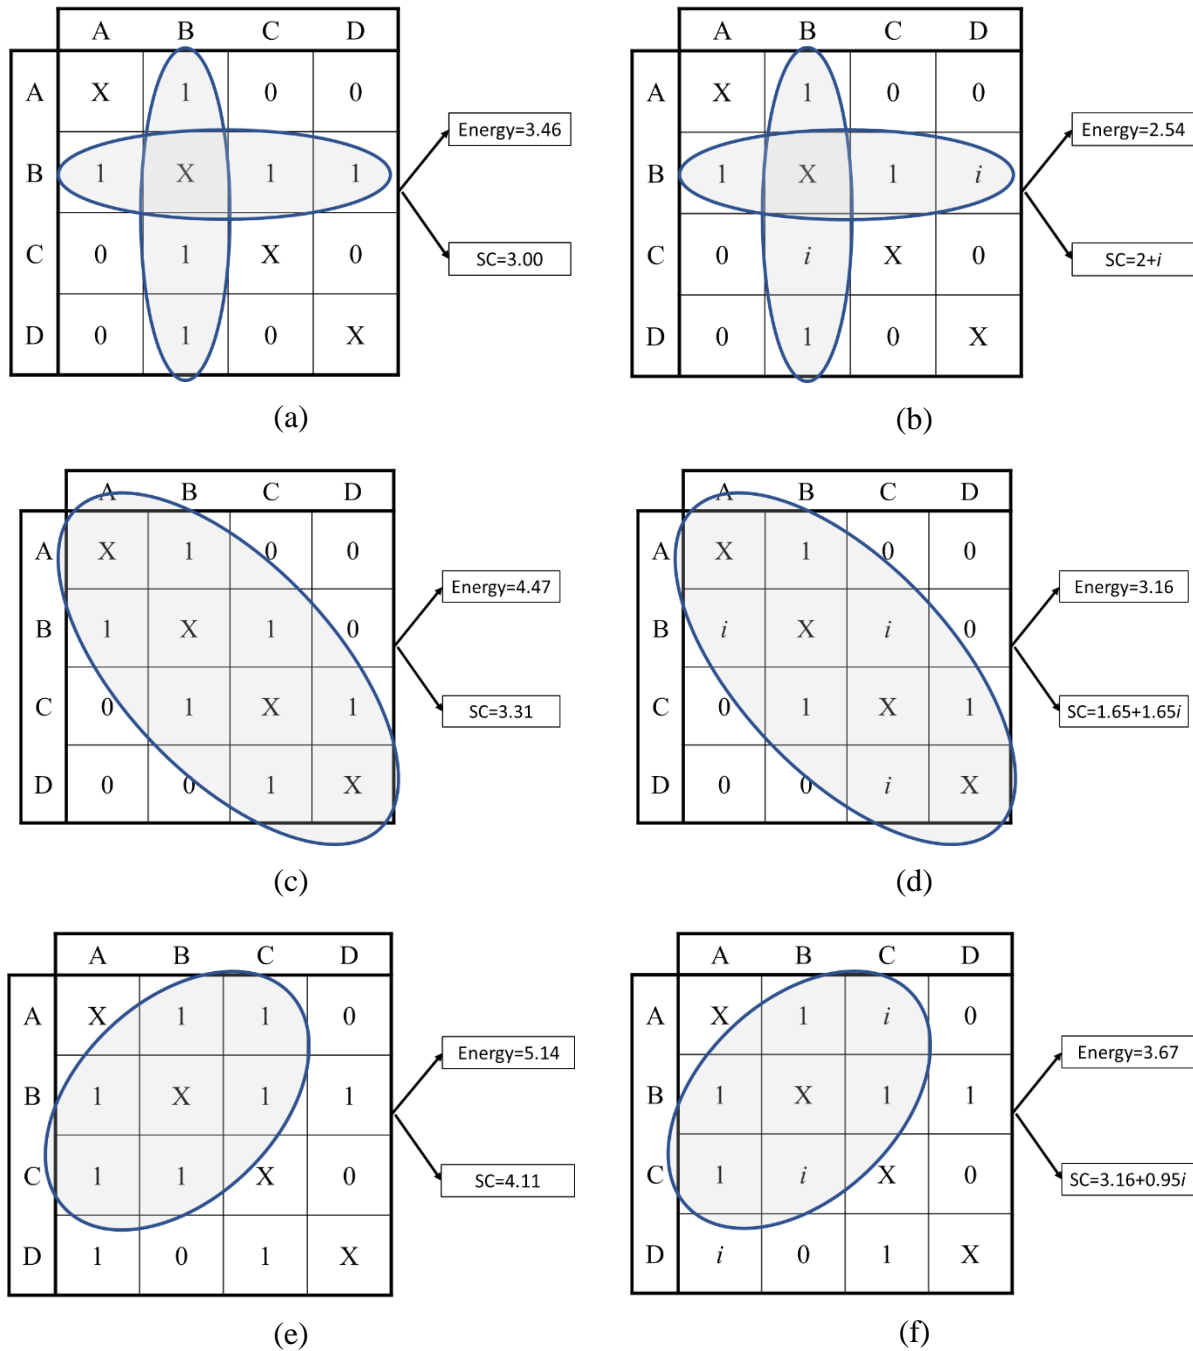 A B C D A B C D
A X 1 0 0 A X 1 0 0
Energy=3.46 Energy=2.54
B 1 X 1 1 B 1 X 1 i
C 0 1 X 0 C 0 i X 0
SC=3.00 SC=2+i
D 0 1 0 X D 0 1 0 X
(a) (b)
A B C D A B C D
A X 1 0 0 A X 1 0 0
Energy=4.47 Energy=3.16
B 1 X 1 0 B i X i 0
C 0 1 X 1 C 0 1 X 1
SC=3.31 SC=1.65+1.65i
D 0 0 1 X D 0 0 i X
(c) (d)
A B C D A B C D
A X 1 1 0 A X 1 i 0
Energy=5.14 Energy=3.67
B 1 X 1 1 B 1 X 1 1
C 1 1 X 0 C 1 i X 0
SC=4.11 SC=3.16+0.95i
D 1 0 1 X D i 0 1 X
(e) (f)